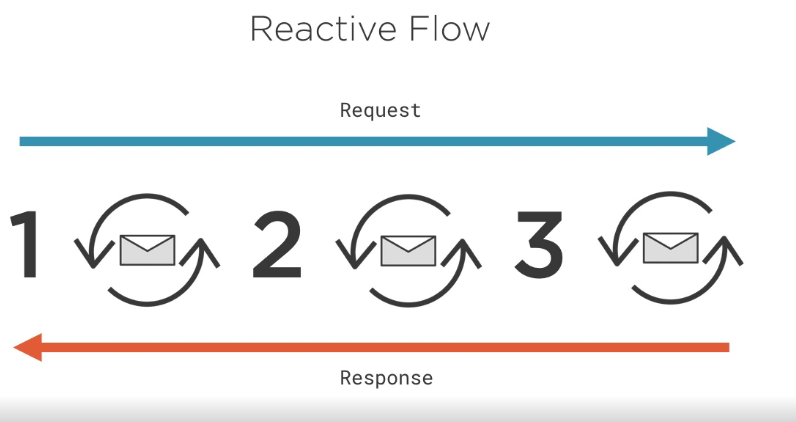 Reactive Flow
Request
1 2 3
Response